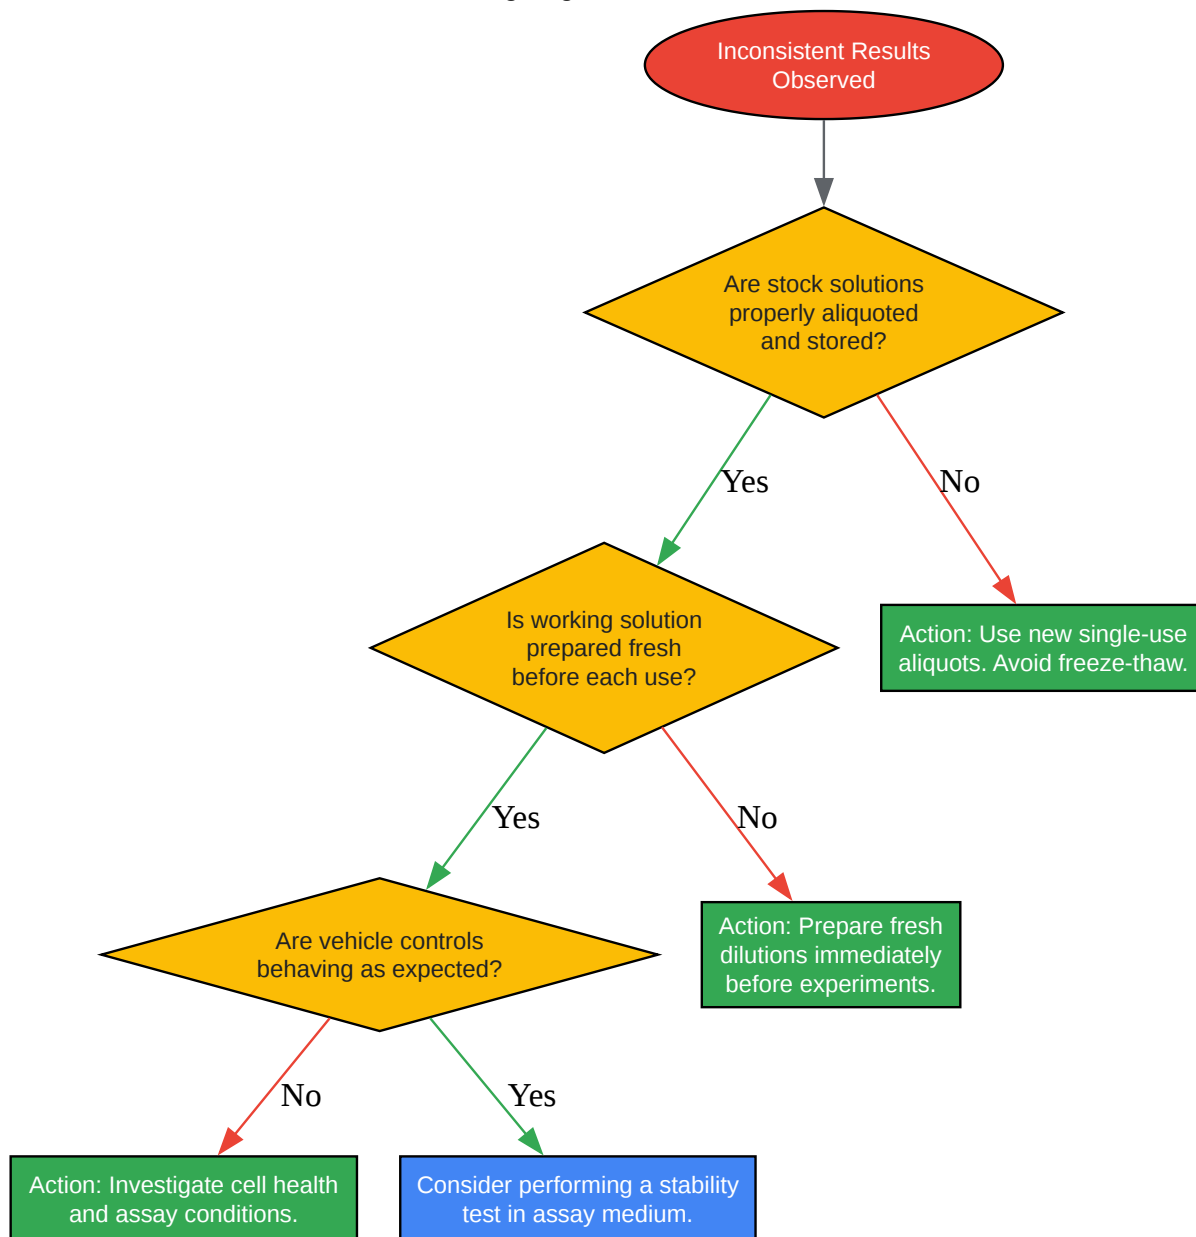 Inconsistent Results
Observed
Are stock solutions
properly aliquoted
and stored?
Yes
No
Is working solution
prepared fresh
before each use?
Action: Use new single-use
aliquots. Avoid freeze-thaw.
Yes
No
Are vehicle controls
behaving as expected?
Action: Prepare fresh
dilutions immediately
before experiments.
No
Yes
Action: Investigate cell health
and assay conditions.
Consider performing a stability
test in assay medium.